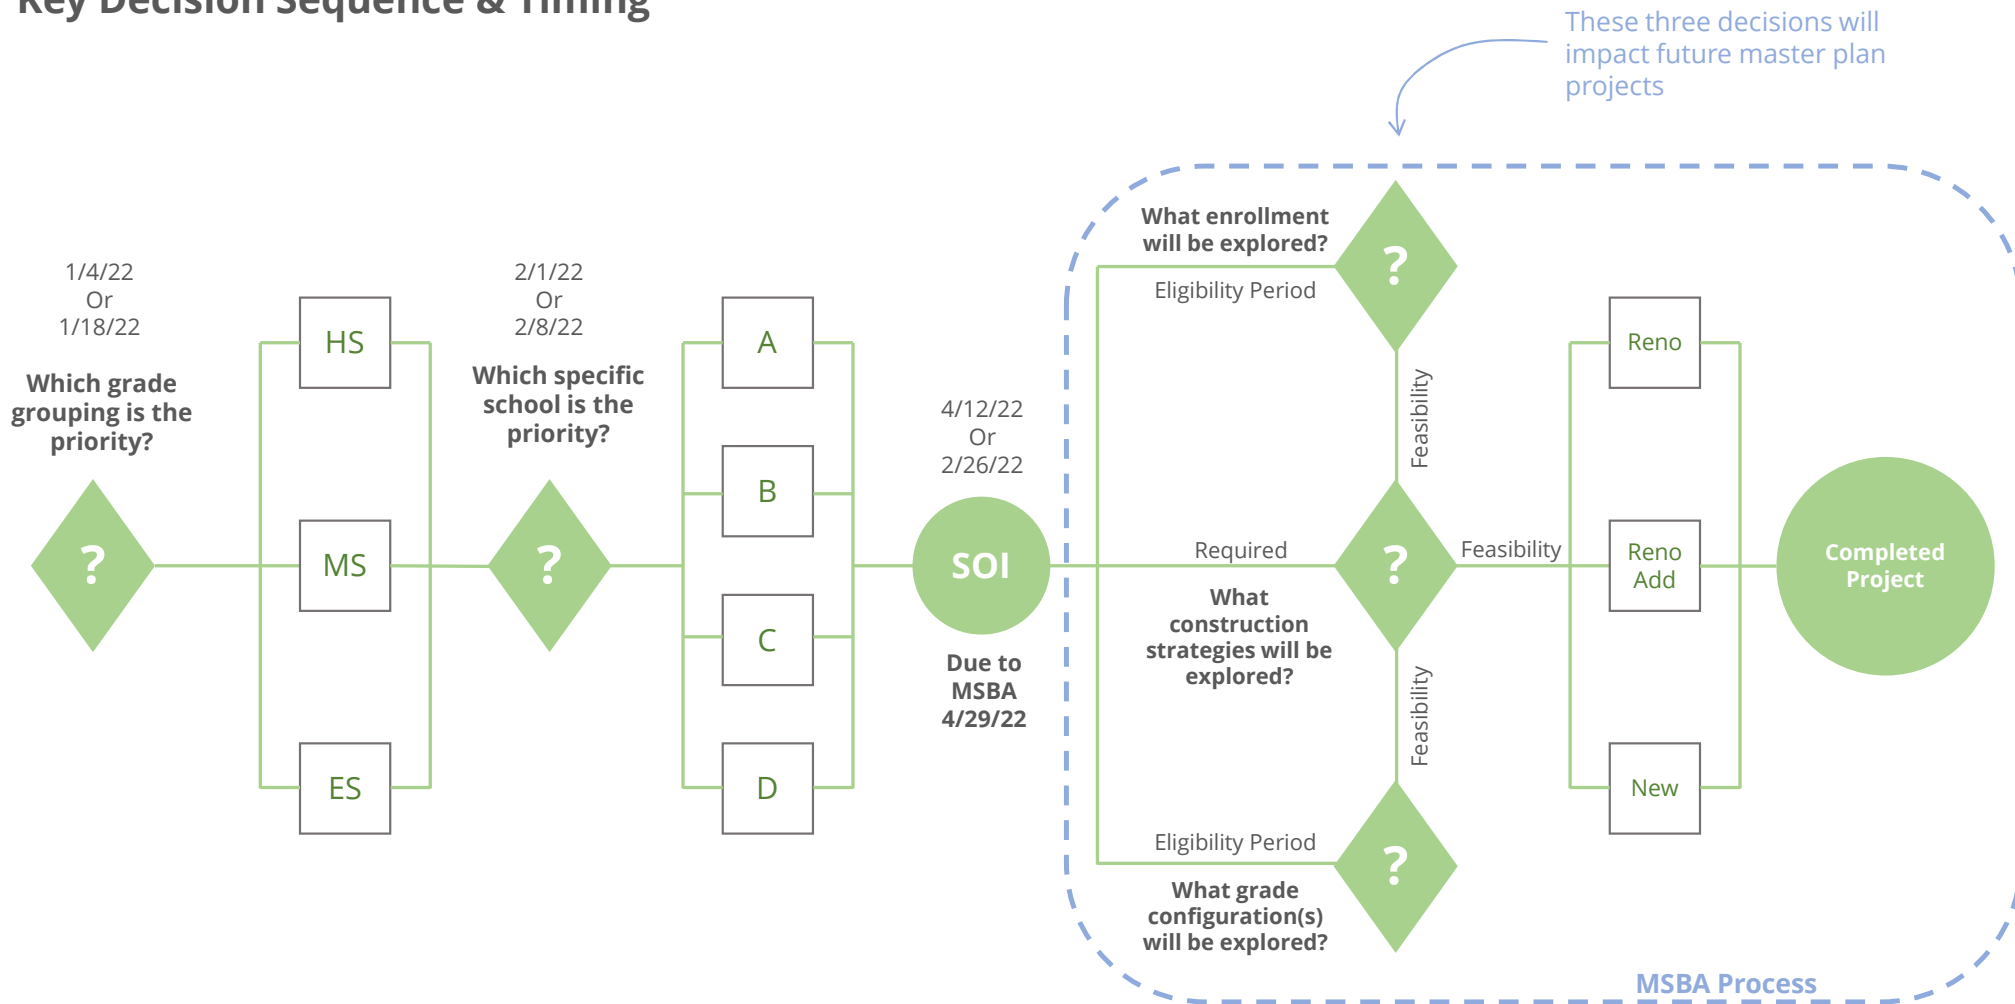 Key Decision Sequence & Timing
These three decisions will
impact future master plan
projects
1/4/22
Or
1/18/22
Which grade
grouping is the
priority?
?
HS
MS
ES
2/1/22
Or
2/8/22
Which specific
school is the
priority?
?
A
B
C
D
4/12/22
Or
2/26/22
SOI
Due to
MSBA
4/29/22
What enrollment
will be explored?
Eligibility Period
?
Feasibility
Required
What
construction
strategies will be
explored?
?
Feasibility
Feasibility
Eligibility Period
What grade
configuration(s)
will be explored?
?
Reno
Reno
Add
New
Completed
Project
MSBA Process